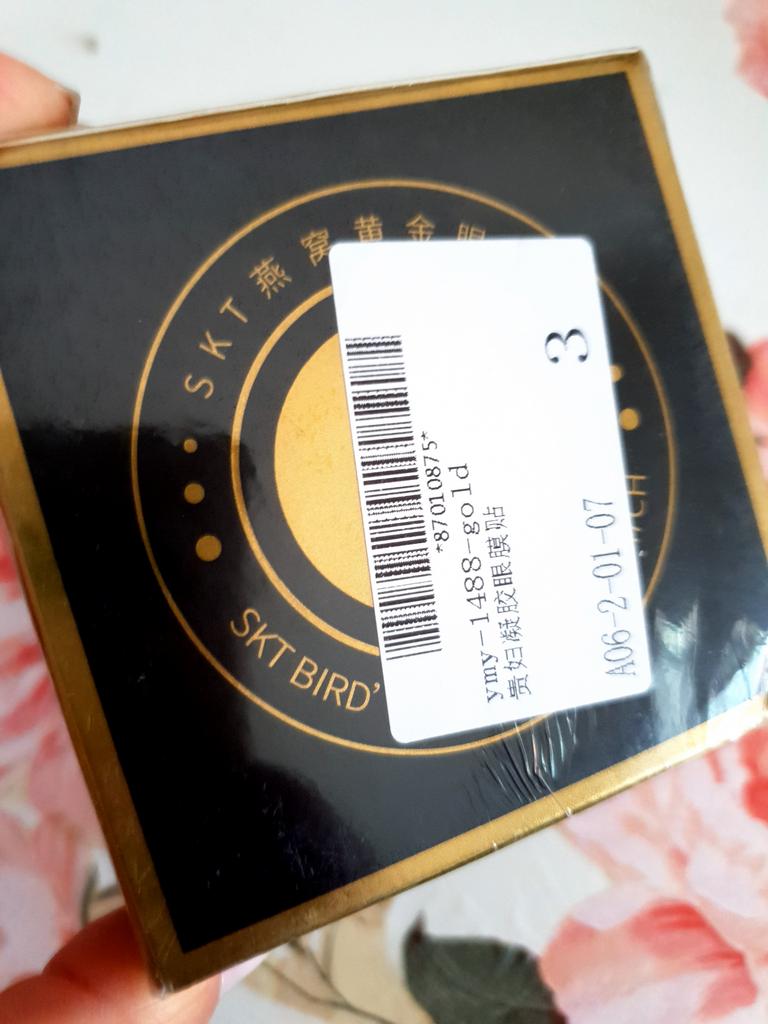 SKT燕窝黄金眼
SKT BIRD'
*87010875*
ymy-1488-gold
贵妇凝胶眼膜贴
3
A06-2-01-07